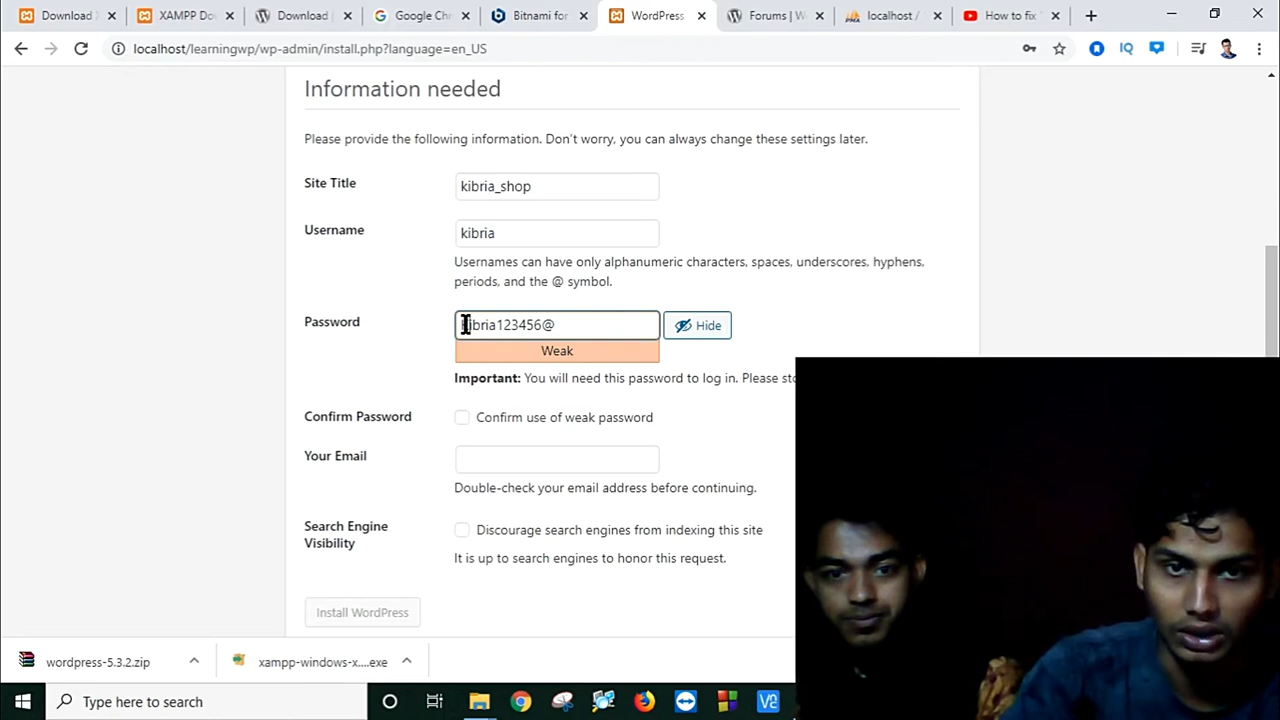 Download X
XAMPP Do
Download
Google Chr
Bitnami for
WordPress
Forums | W
localhost /
How to fix
localhost/learningwp/wp-admin/install.php?language=en_US
IQ
Information needed
Please provide the following information. Don't worry, you can always change these settings later.
Site Title
kibria_shop
Username
kibria
Usernames can have only alphanumeric characters, spaces, underscores, hyphens,
periods, and the @ symbol.
Password
kibria123456@
Hide
Weak
Important: You will need this password to log in. Please sto
Confirm Password
Confirm use of weak password
Your Email
Double-check your email address before continuing.
Search Engine
Visibility
Discourage search engines from indexing this site
It is up to search engines to honor this request.
Install WordPress
wordpress-5.3.2.zip
xampp-windows-x....exe
Type here to search